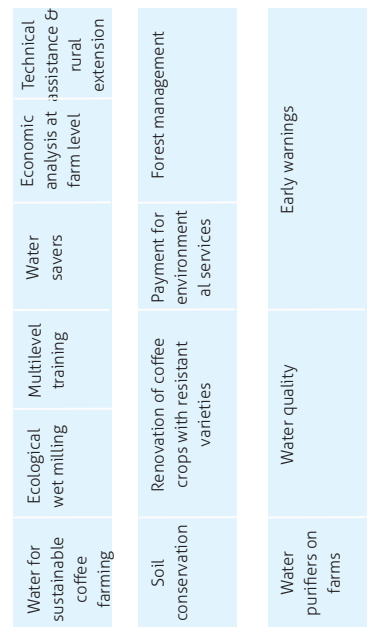 Water for
sustainable
coffee
farming
Ecological
wet milling
Multilevel
training
Water
savers
Economic
analysis at
farm level
Technical
assistance &
rural
extension
Soil
conservation
Renovation of coffee
crops with resistant
varieties
Payment for
environment
al services
Forest management
Water
purifiers on
farms
Water quality
Early warnings